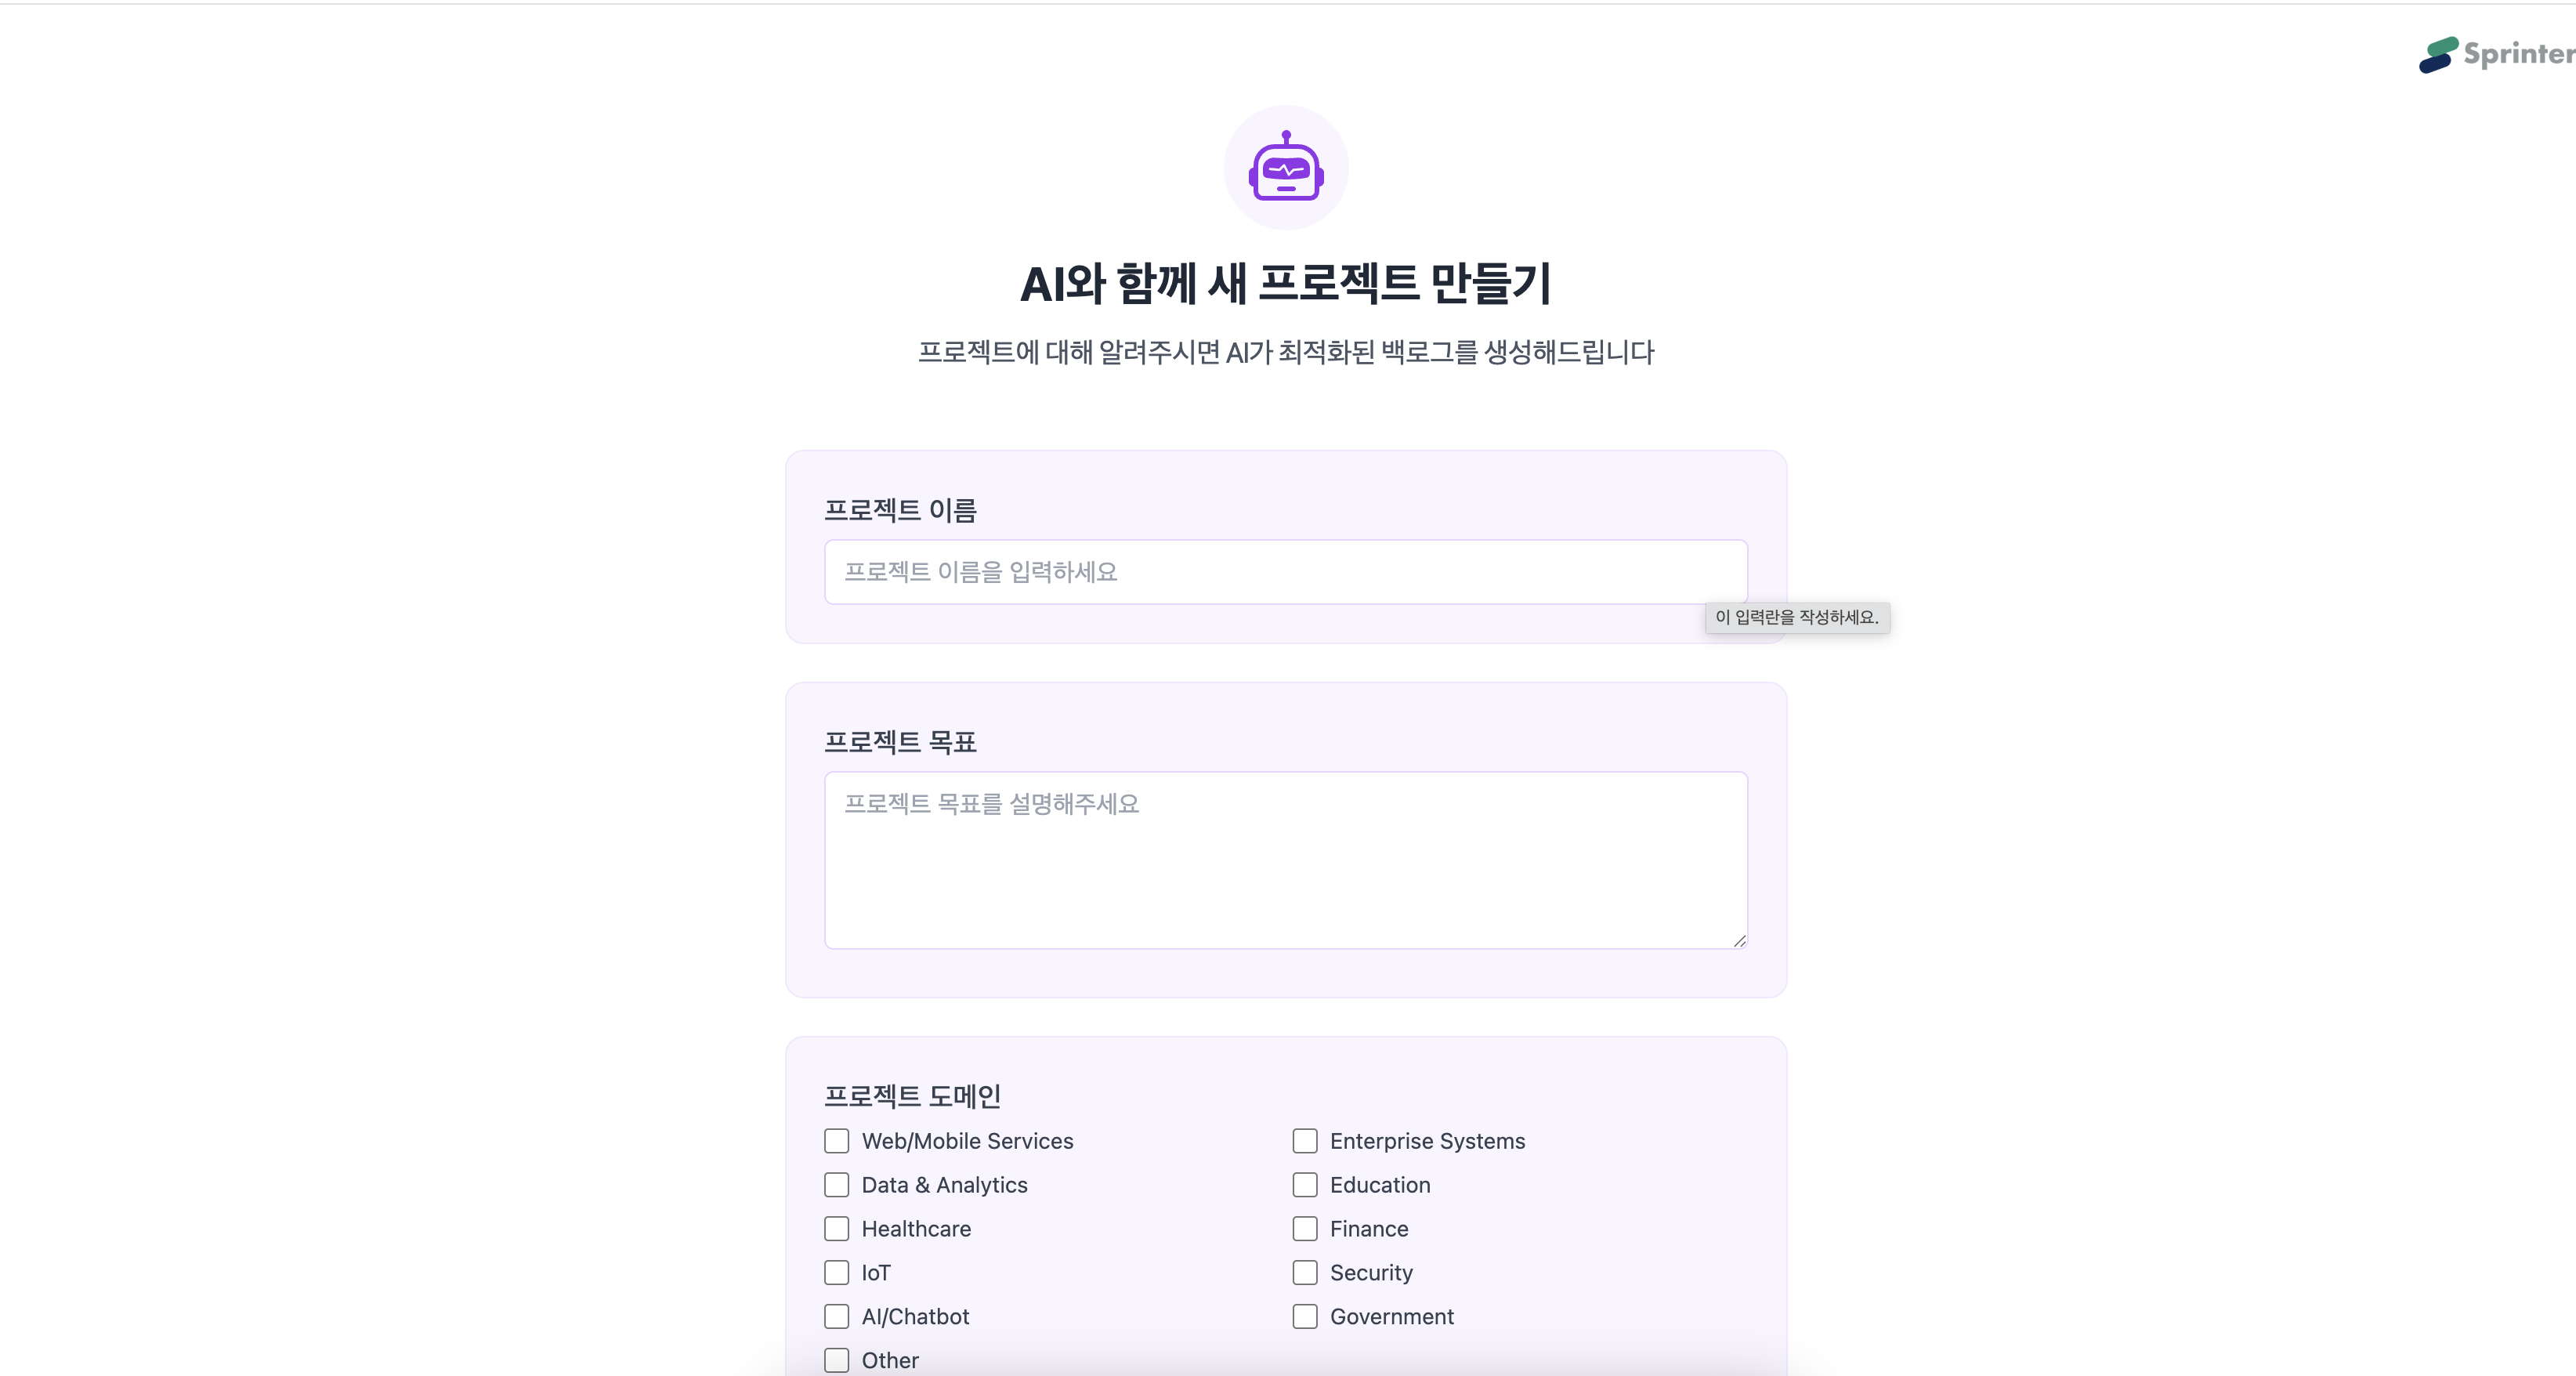 Sprinter
AI와 함께 새 프로젝트 만들기
프로젝트에 대해 알려주시면 AI가 최적화된 백로그를 생성해드립니다
프로젝트 이름
프로젝트 이름을 입력하세요
이 입력란을 작성하세요.
프로젝트 목표
프로젝트 목표를 설명해주세요
프로젝트 도메인
Web/Mobile Services
Enterprise Systems
Data & Analytics
Education
Healthcare
Finance
IoT
Security
AI/Chatbot
Government
Other